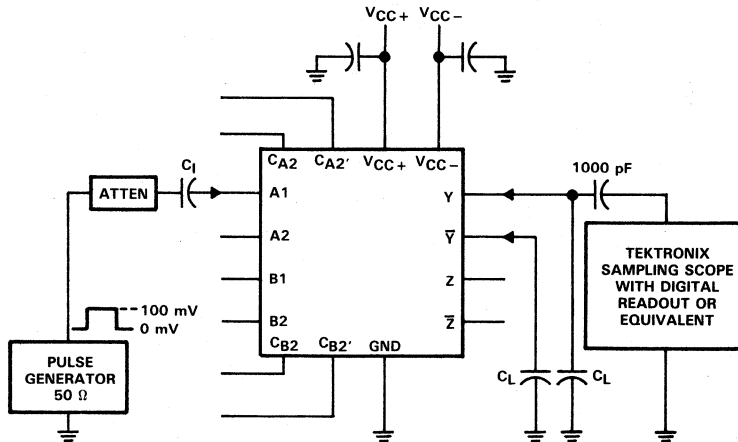 VCC+ VCC−
CA2 CA2′ VCC+ VCC−
CI
ATTEN
A1
A2
B1
B2
CB2 CB2′ GND
Y
Y̅
Z
Z̅
1000 pF
TEKTRONIX
SAMPLING SCOPE
WITH DIGITAL
READOUT OR
EQUIVALENT
100 mV
0 mV
PULSE
GENERATOR
50 Ω
CL CL